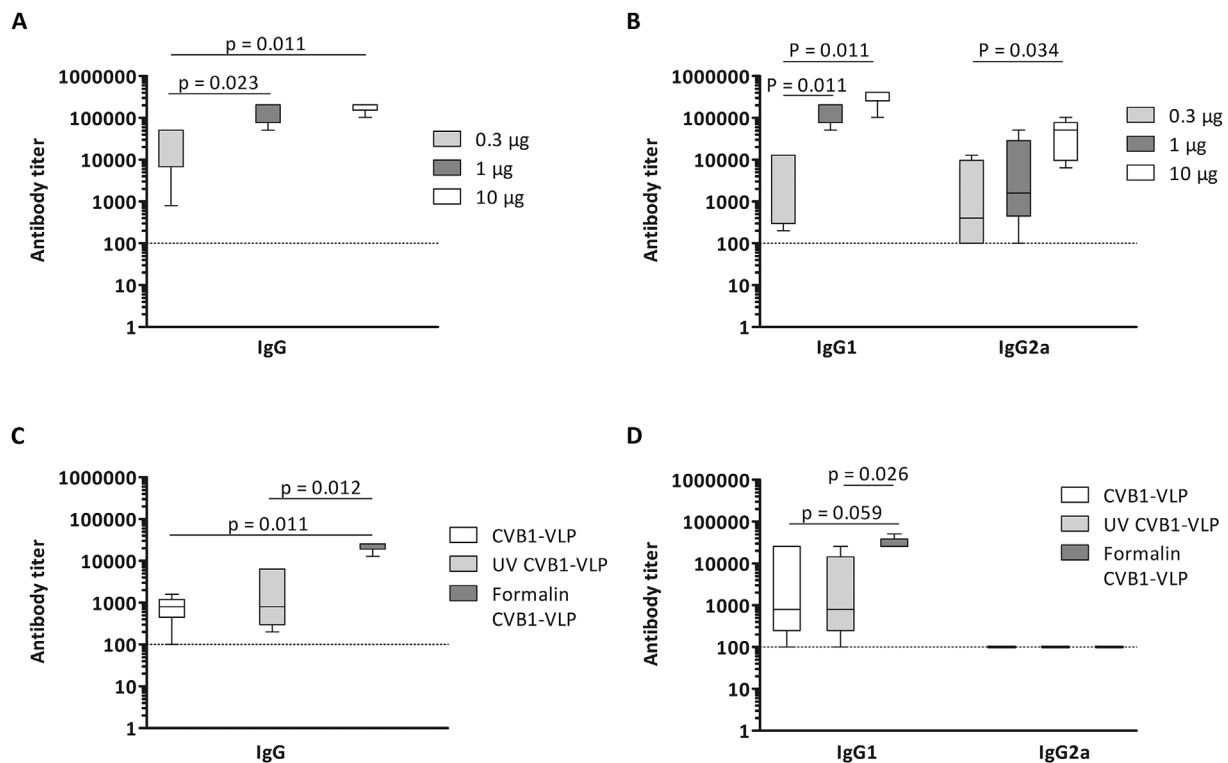 A
p = 0.011
p = 0.023
1000000
100000
10000
1000
100
10
1
Antibody titer
IgG
0.3 µg
1 µg
10 µg
B
P = 0.011
P = 0.034
P = 0.011
1000000
100000
10000
1000
100
10
1
Antibody titer
IgG1
IgG2a
0.3 µg
1 µg
10 µg
C
p = 0.012
p = 0.011
1000000
100000
10000
1000
100
10
1
Antibody titer
IgG
CVB1-VLP
UV CVB1-VLP
Formalin
CVB1-VLP
D
p = 0.026
p = 0.059
1000000
100000
10000
1000
100
10
1
Antibody titer
IgG1
IgG2a
CVB1-VLP
UV CVB1-VLP
Formalin
CVB1-VLP